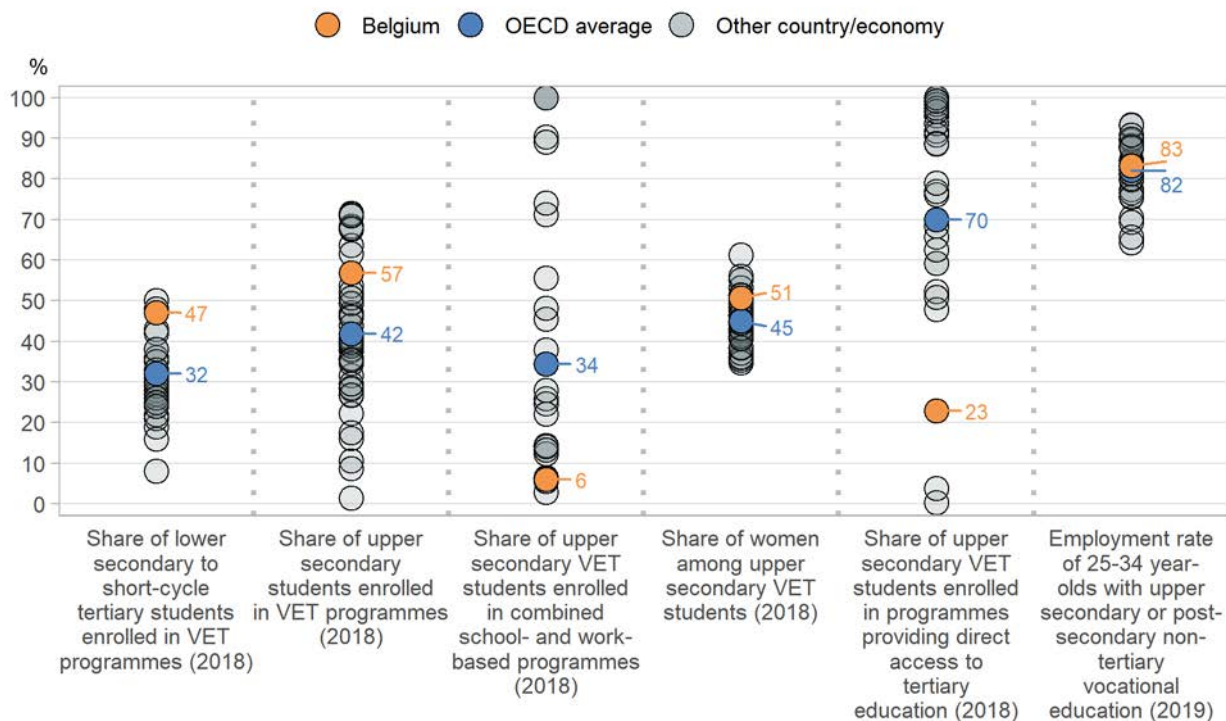 Belgium OECD average Other country/economy
%
100
90
80
70
60
50
40
30
20
10
0
47
32
57
42
34
6
51
45
70
23
83
82
Share of lower
secondary to
short-cycle
tertiary students
enrolled in VET
programmes (2018)
Share of upper
secondary
students enrolled
in VET programmes
(2018)
Share of upper
secondary VET
students enrolled
in combined
school- and work-
based programmes
(2018)
Share of women
among upper
secondary VET
students (2018)
Share of upper
secondary VET
students enrolled
in programmes
providing direct
access to
tertiary
education (2018)
Employment rate
of 25-34 year-
olds with upper
secondary or post-
secondary non-
tertiary
vocational
education (2019)